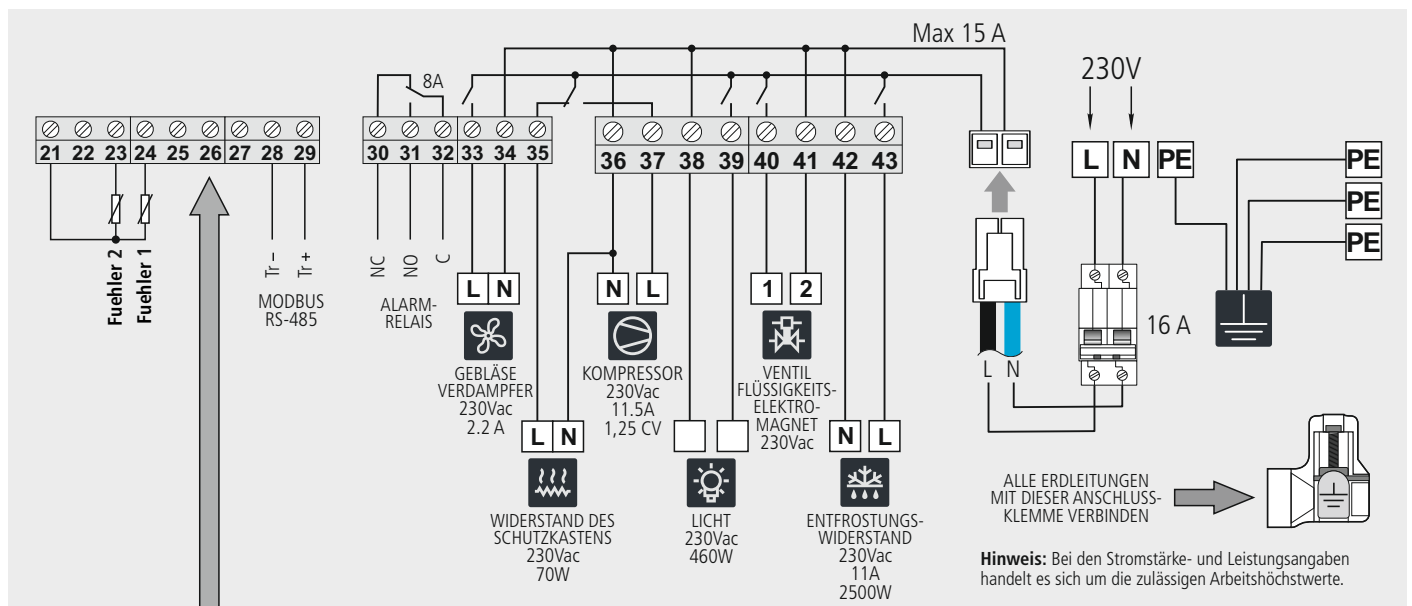 Max 15 A
230V
8A
21 22 23 24 25 26 27 28 29
30 31 32 33 34 35
36 37 38 39 40 41 42 43
L N PE
PE
PE
PE
Fuehler 2
Fuehler 1
Tr –
Tr +
MODBUS
RS-485
NC
NO
C
ALARM-
RELAIS
L N
GEBLÄSE
VERDAMPFER
230Vac
2.2 A
L N
WIDERSTAND DES
SCHUTZKASTENS
230Vac
70W
N L
KOMPRESSOR
230Vac
11.5A
1,25 CV
LICHT
230Vac
460W
1 2
VENTIL
FLÜSSIGKEITS-
ELEKTRO-
MAGNET
230Vac
N L
ENTFROSTUNGS-
WIDERSTAND
230Vac
11A
2500W
L N
16 A
ALLE ERDLEITUNGEN
MIT DIESER ANSCHLUSS-
KLEMME VERBINDEN
Hinweis: Bei den Stromstärke- und Leistungsangaben
handelt es sich um die zulässigen Arbeitshöchstwerte.